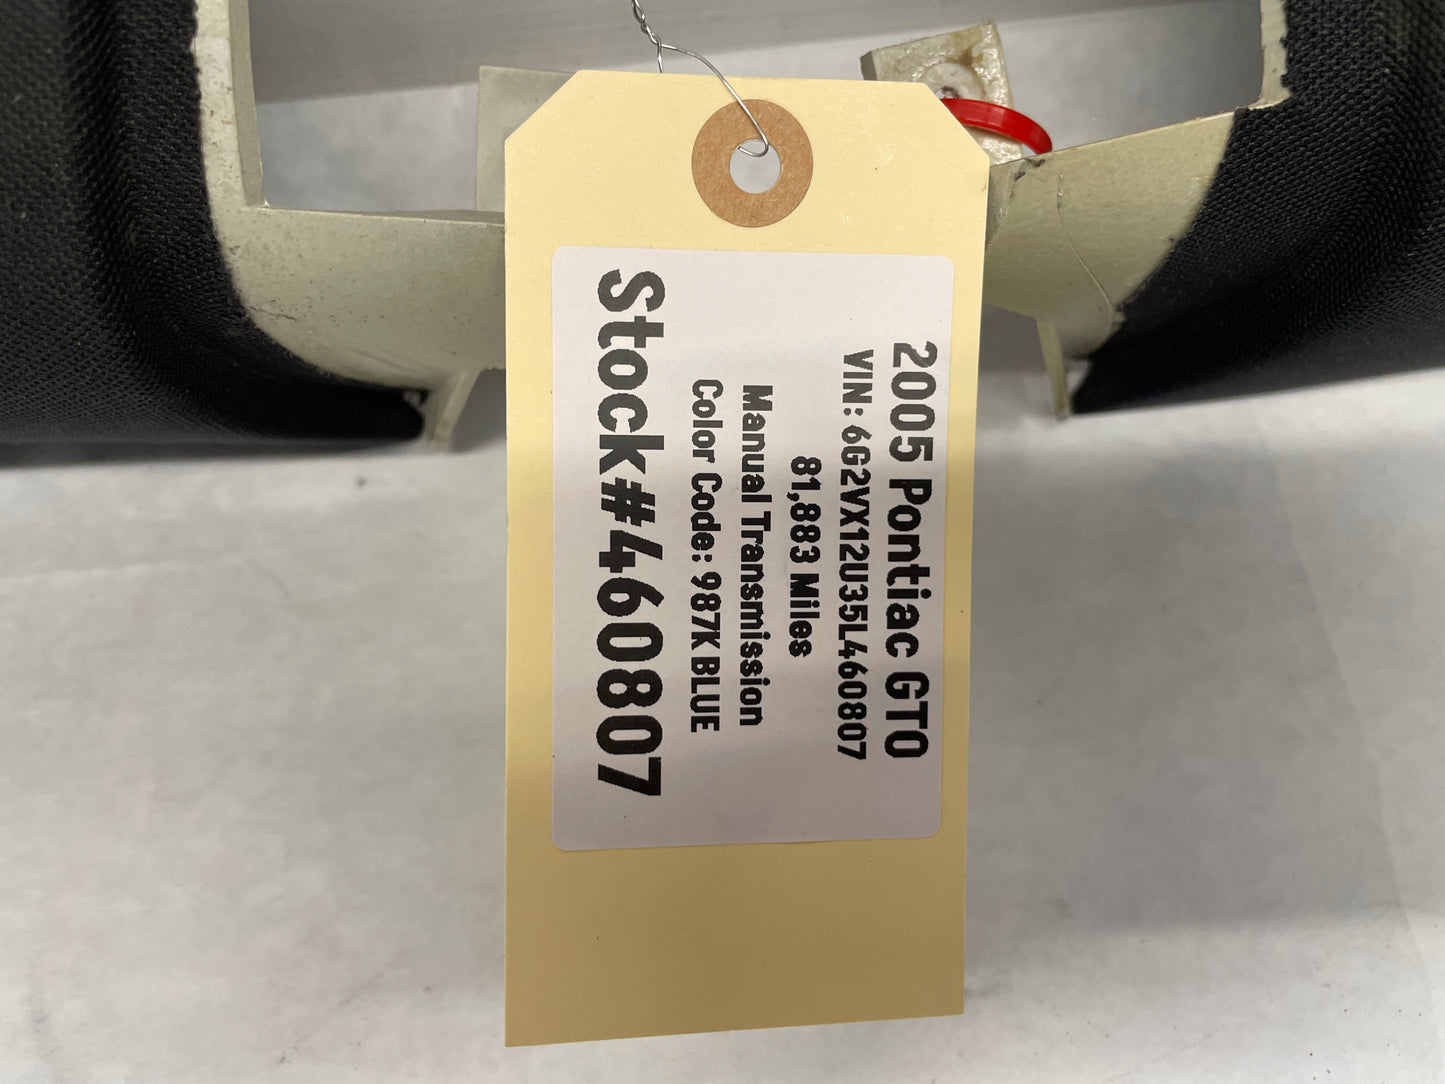 2005 Pontiac GTO
VIN: 6G2VX12U35L460807
81,883 Miles
Manual Transmission
Color Code: 987K BLUE
Stock#460807